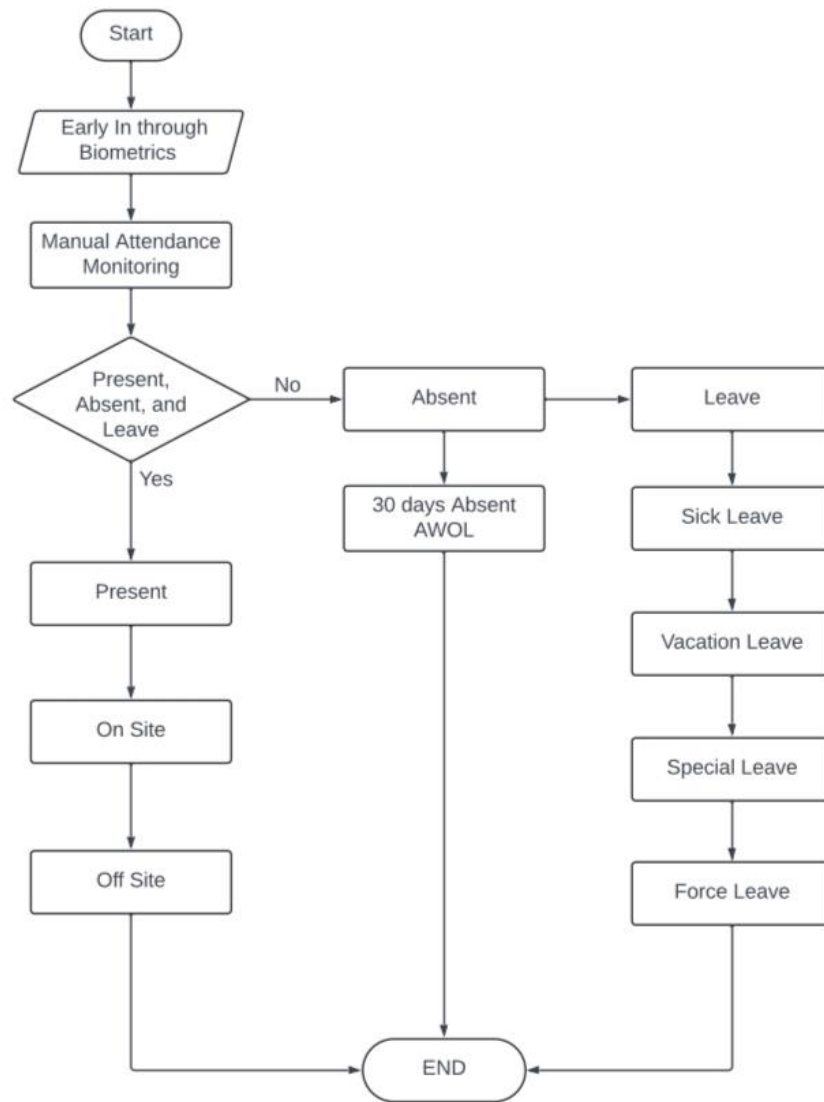 Start
Early In through
Biometrics
Manual Attendance
Monitoring
Present,
Absent, and
Leave
No
Absent
Leave
Yes
30 days Absent
AWOL
Sick Leave
Present
Vacation Leave
On Site
Special Leave
Off Site
Force Leave
END